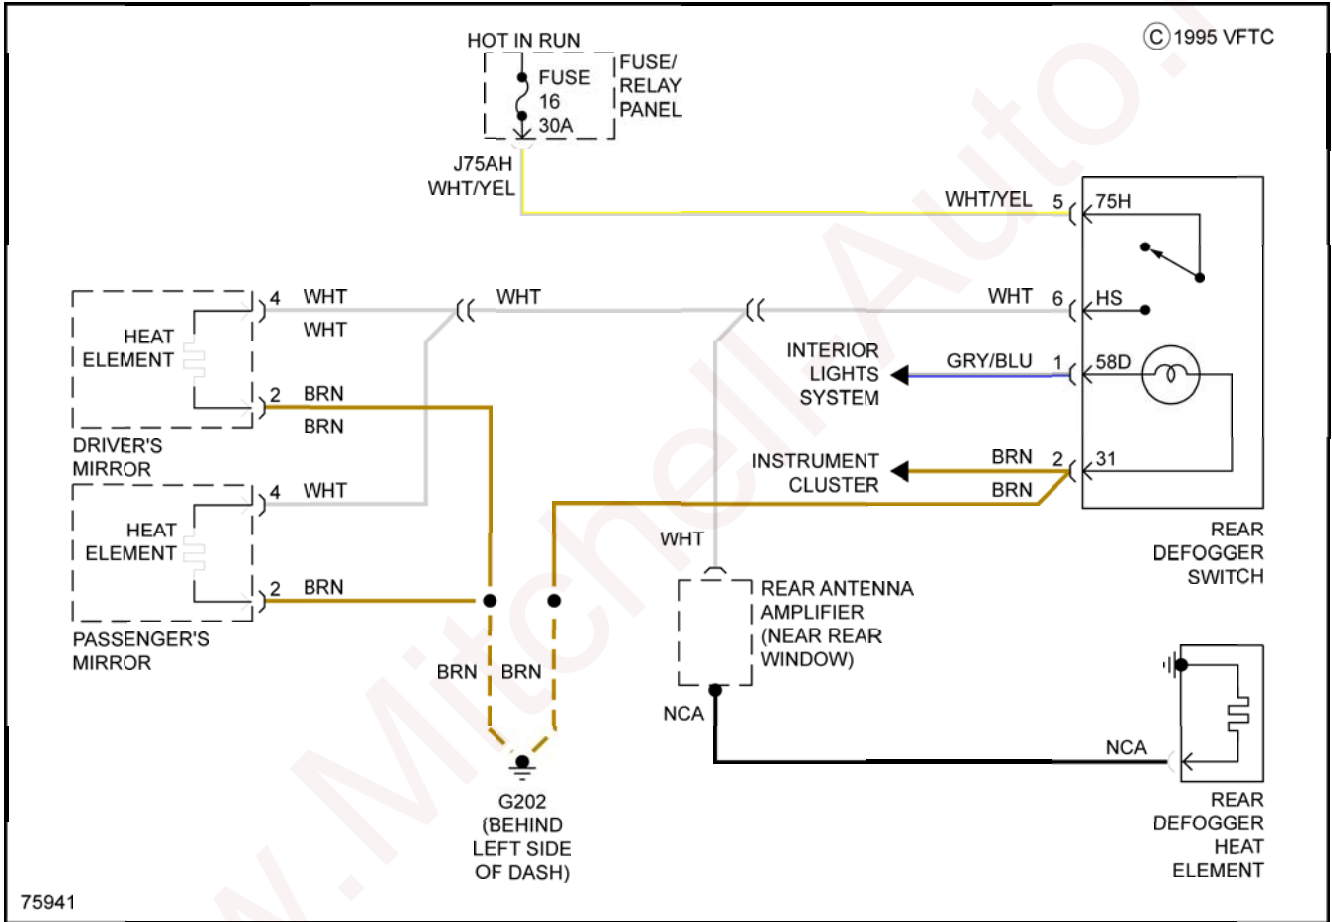 © 1995 VFTC
HOT IN RUN
FUSE
16
30A
FUSE/
RELAY
PANEL
J75AH
WHT/YEL
WHT/YEL 5 75H
4 WHT
WHT
WHT
WHT 6 HS
HEAT
ELEMENT
2 BRN
BRN
DRIVER'S
MIRROR
INTERIOR
LIGHTS
SYSTEM
GRY/BLU 1 58D
INSTRUMENT
CLUSTER
BRN 2 31
BRN
REAR
DEFOGGER
SWITCH
4 WHT
HEAT
ELEMENT
2 BRN
PASSENGER'S
MIRROR
WHT
REAR ANTENNA
AMPLIFIER
(NEAR REAR
WINDOW)
BRN BRN
NCA
NCA
G202
(BEHIND
LEFT SIDE
OF DASH)
REAR
DEFOGGER
HEAT
ELEMENT
75941
w.Mitchell-Auto.